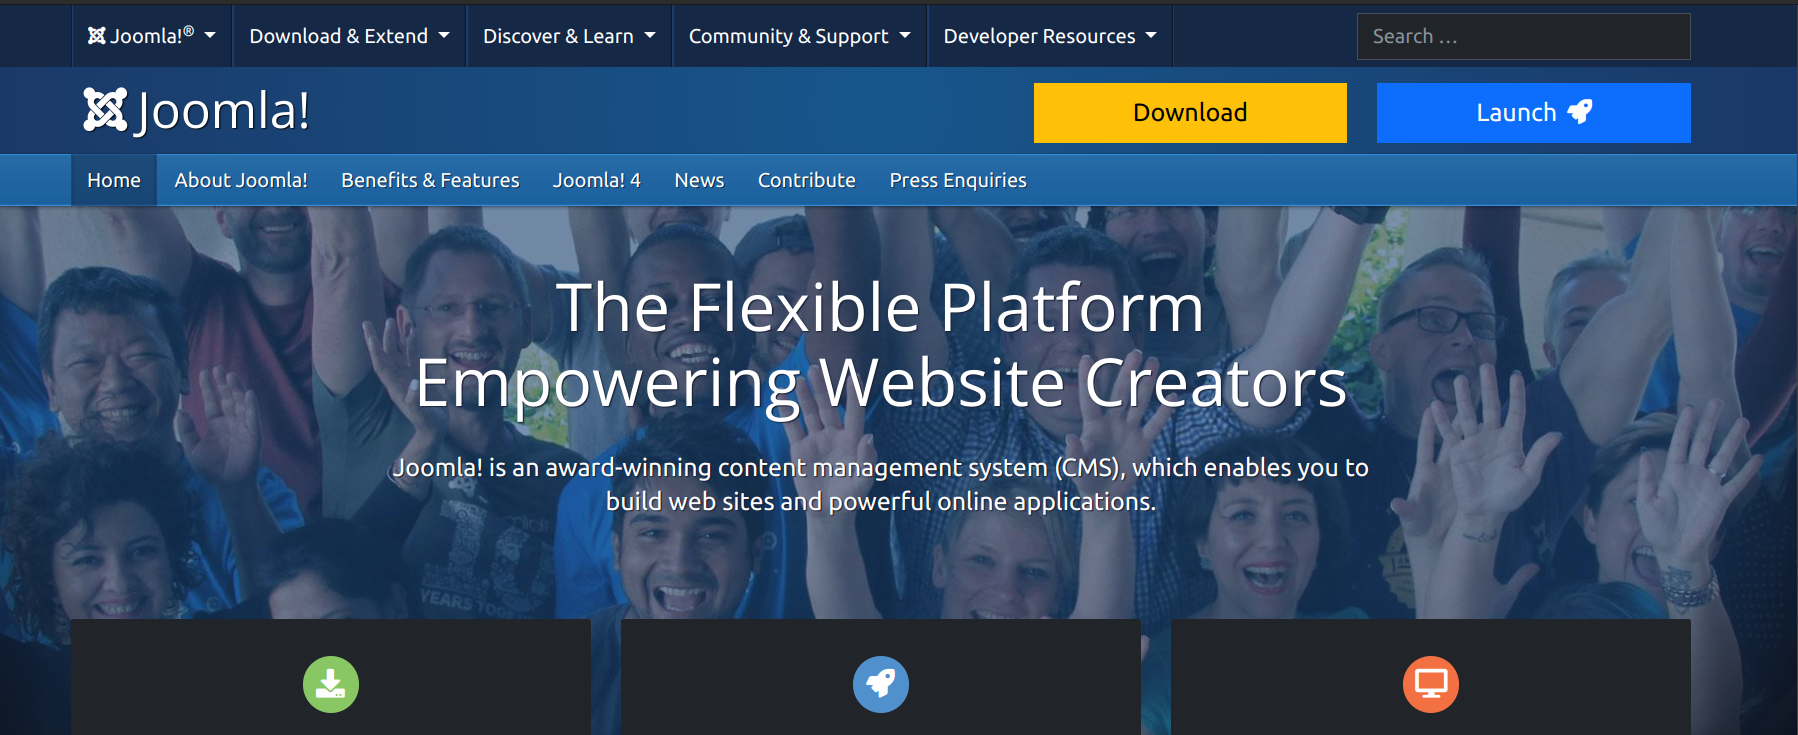 Joomla!®
Download & Extend
Discover & Learn
Community & Support
Developer Resources
Search ...
Joomla!
Download
Launch
Home
About Joomla!
Benefits & Features
Joomla! 4
News
Contribute
Press Enquiries
The Flexible Platform
Empowering Website Creators
Joomla! is an award-winning content management system (CMS), which enables you to
build web sites and powerful online applications.
YEARS TOGE